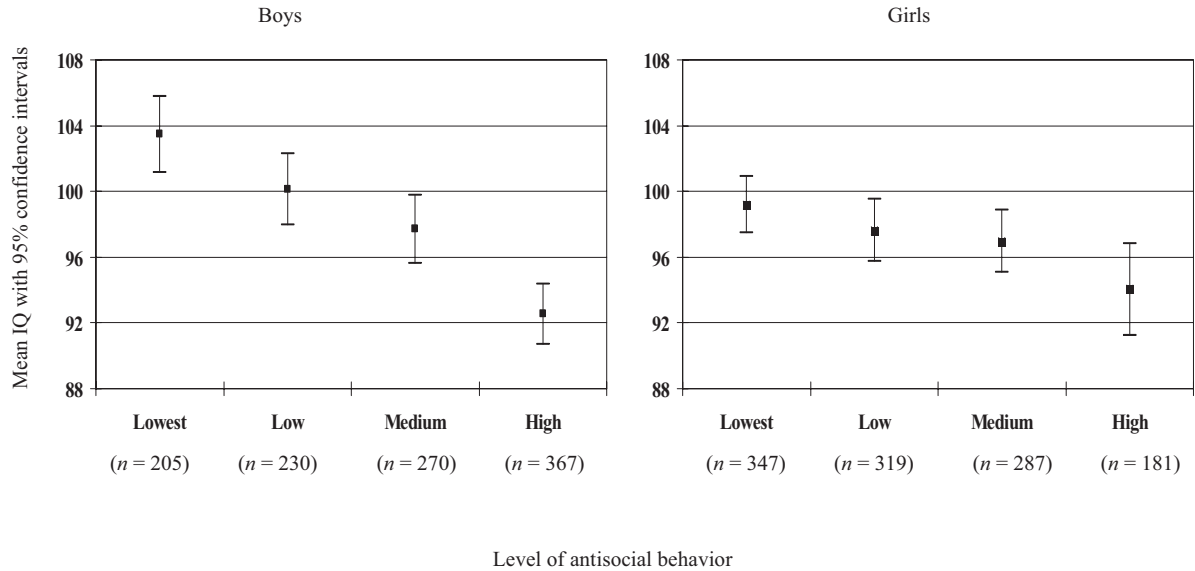 Boys
Girls
Mean IQ with 95% confidence intervals
108
104
100
96
92
88
Lowest Low Medium High
(n = 205) (n = 230) (n = 270) (n = 367)
108
104
100
96
92
88
Lowest Low Medium High
(n = 347) (n = 319) (n = 287) (n = 181)
Level of antisocial behavior